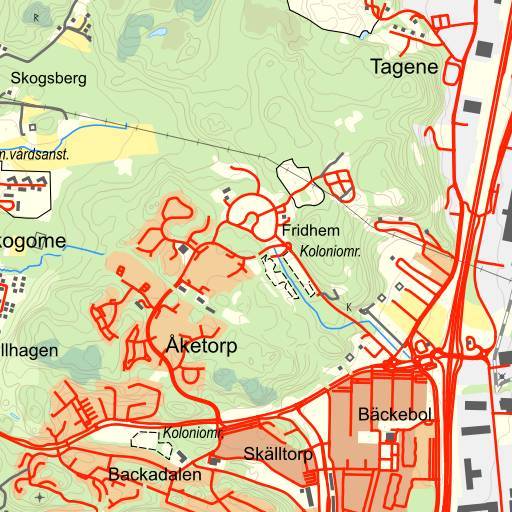 K
Skogsberg
Tagene
m.vårdsanst.
kogome
Fridhem
Koloniomr.
K
Åketorp
llhagen
Bäckebol
Koloniomr.
Skälltorp
Backadalen